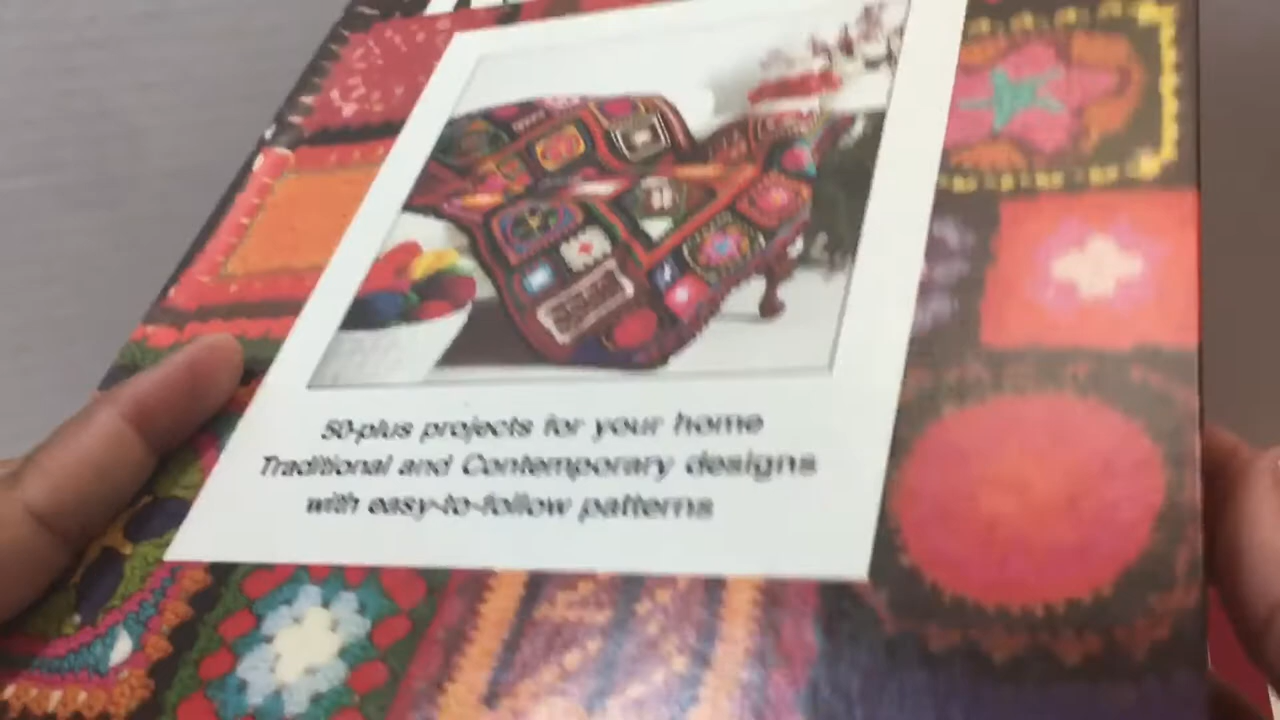 50-plus projects for your home
Traditional and Contemporary designs
with easy-to-follow patterns